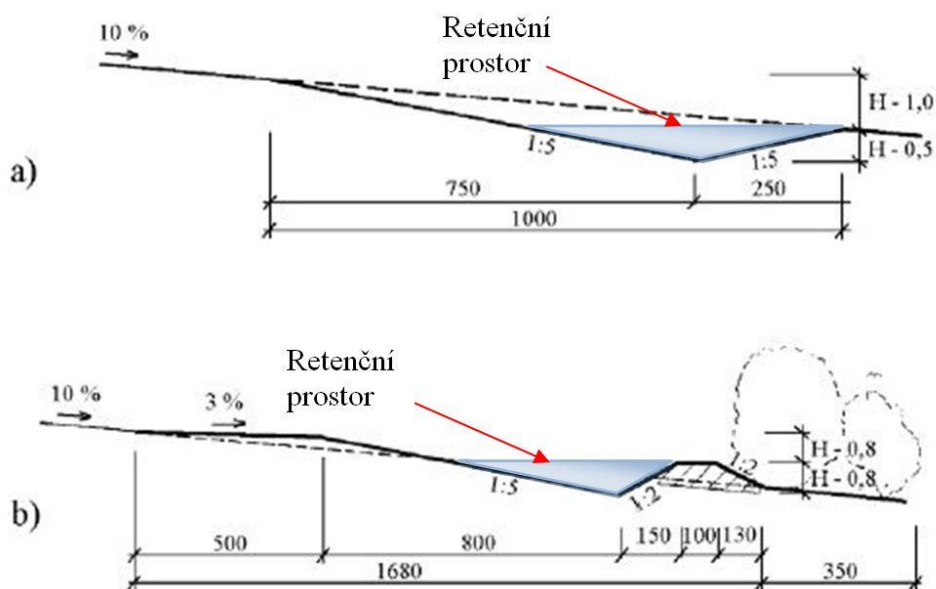 10 %
Retenční
prostor
H - 1,0
H - 0,5
1:5
1:5
a)
750
250
1000
Retenční
prostor
10 %
3 %
H - 0,8
H - 0,8
1:5
1:2
1:2
b)
500
800
150
100
130
1680
350